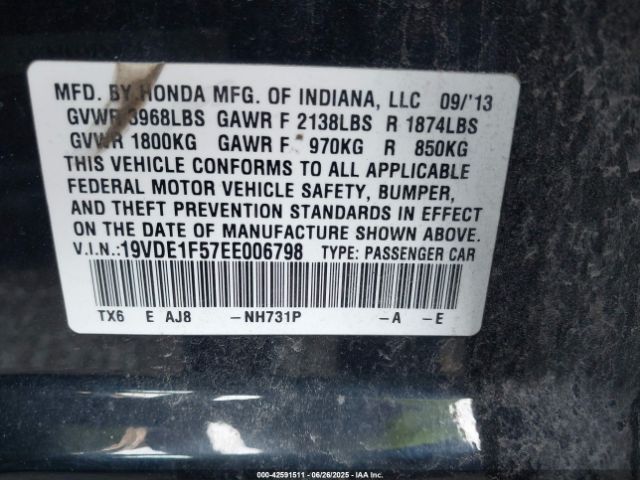 MFD. BY HONDA MFG. OF INDIANA, LLC 09/'13
GVWR 3968LBS GAWR F 2138LBS R 1874LBS
GVWR 1800KG GAWR F 970KG R 850KG
THIS VEHICLE CONFORMS TO ALL APPLICABLE
FEDERAL MOTOR VEHICLE SAFETY, BUMPER,
AND THEFT PREVENTION STANDARDS IN EFFECT
ON THE DATE OF MANUFACTURE SHOWN ABOVE.
V.I.N.:19VDE1F57EE006798 TYPE: PASSENGER CAR
TX6 E AJ8 -NH731P -A -E
000-42591511 - 06/26/2025 - IAAI.COM